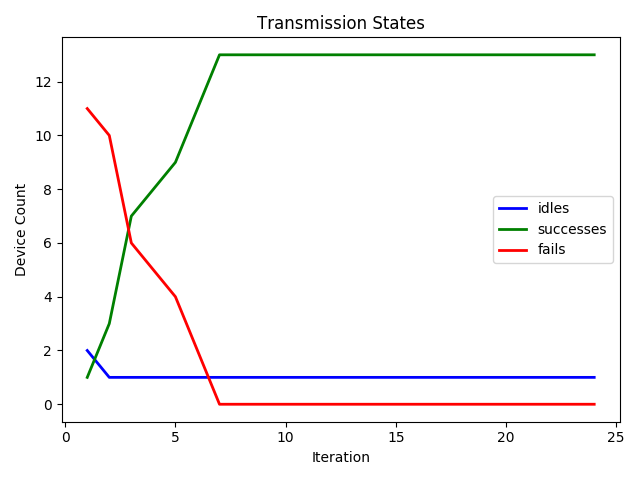 Transmission States
Device Count
12
10
8
6
4
2
0
idles
successes
fails
0 5 10 15 20 25
Iteration